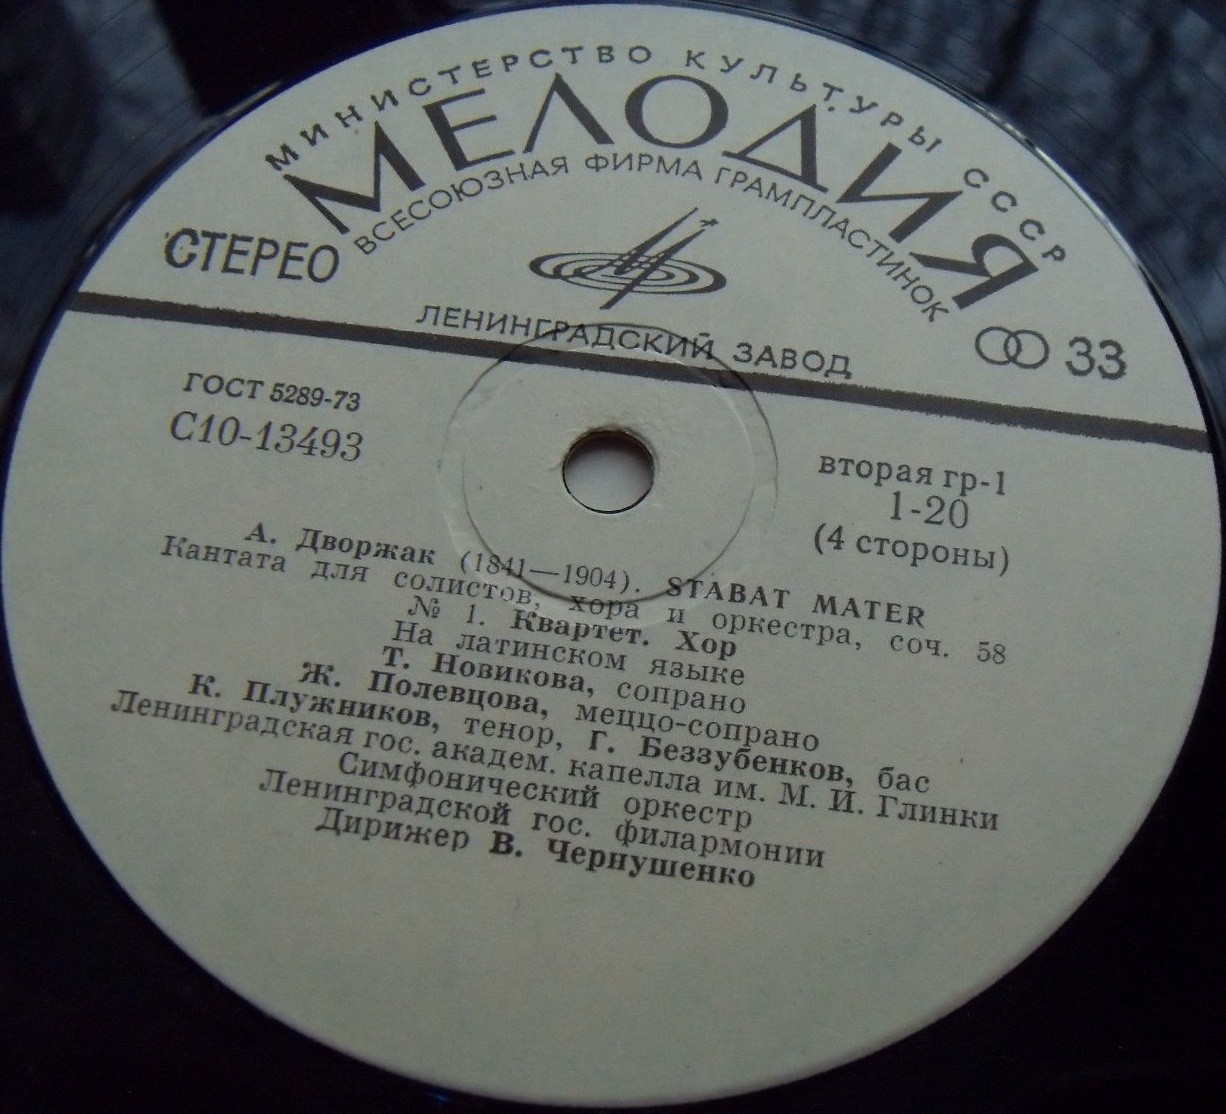 МИНИСТЕРСТВО КУЛЬТУРЫ СССР
МЕЛОДИЯ
ВСЕСОЮЗНАЯ ФИРМА ГРАМПЛАСТИНОК
СТЕРЕО
33
ЛЕНИНГРАДСКИЙ ЗАВОД
ГОСТ 5289-73
С10-13493
вторая гр-1
1-20
(4 стороны)
А. Дворжак (1841—1904). STABAT MATER
Кантата для солистов, хора и оркестра, соч. 58
№ 1. Квартет. Хор
На латинском языке
Т. Новикова, сопрано
Ж. Полевцова, меццо-сопрано
К. Плужников, тенор, Г. Беззубенков, бас
Ленинградская гос. академ. капелла им. М. И. Глинки
Симфонический оркестр
Ленинградской гос. филармонии
Дирижер В. Чернушенко